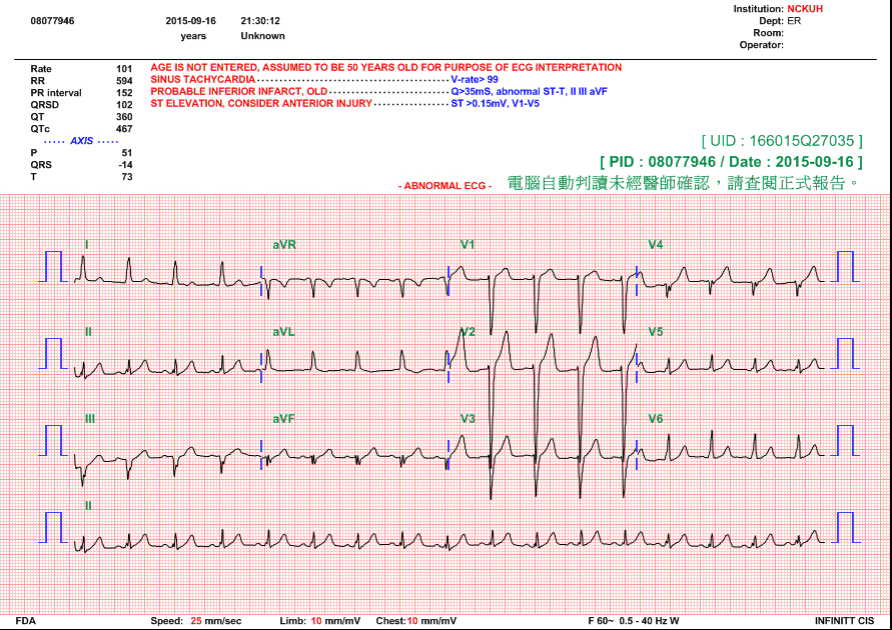 Institution: NCKUH
08077946 2015-09-16 21:30:12 Dept: ER
years Unknown Room:
Operator:
Rate 101 AGE IS NOT ENTERED, ASSUMED TO BE 50 YEARS OLD FOR PURPOSE OF ECG INTERPRETATION
RR 594 SINUS TACHYCARDIA - - - - - - - - - - - - - - - - - - - - - - - - - - - - - - - - - - - - V-rate> 99
PR interval 152 PROBABLE INFERIOR INFARCT, OLD - - - - - - - - - - - - - - - - - - - - - - Q>35mS, abnormal ST-T, II III aVF
QRSD 102 ST ELEVATION, CONSIDER ANTERIOR INJURY - - - - - - - - - - - - - - ST >0.15mV, V1-V5
QT 360
QTc 467
- - - - - AXIS - - - - -
P 51
QRS -14
T 73
[ UID : 166015Q27035 ]
[ PID : 08077946 / Date : 2015-09-16 ]
- ABNORMAL ECG - 電腦自動判讀未經醫師確認，請查閱正式報告。
I aVR V1 V4
II aVL V2 V5
III aVF V3 V6
II
FDA Speed: 25 mm/sec Limb: 10 mm/mV Chest: 10 mm/mV F 60~ 0.5 - 40 Hz W INFINITT CIS